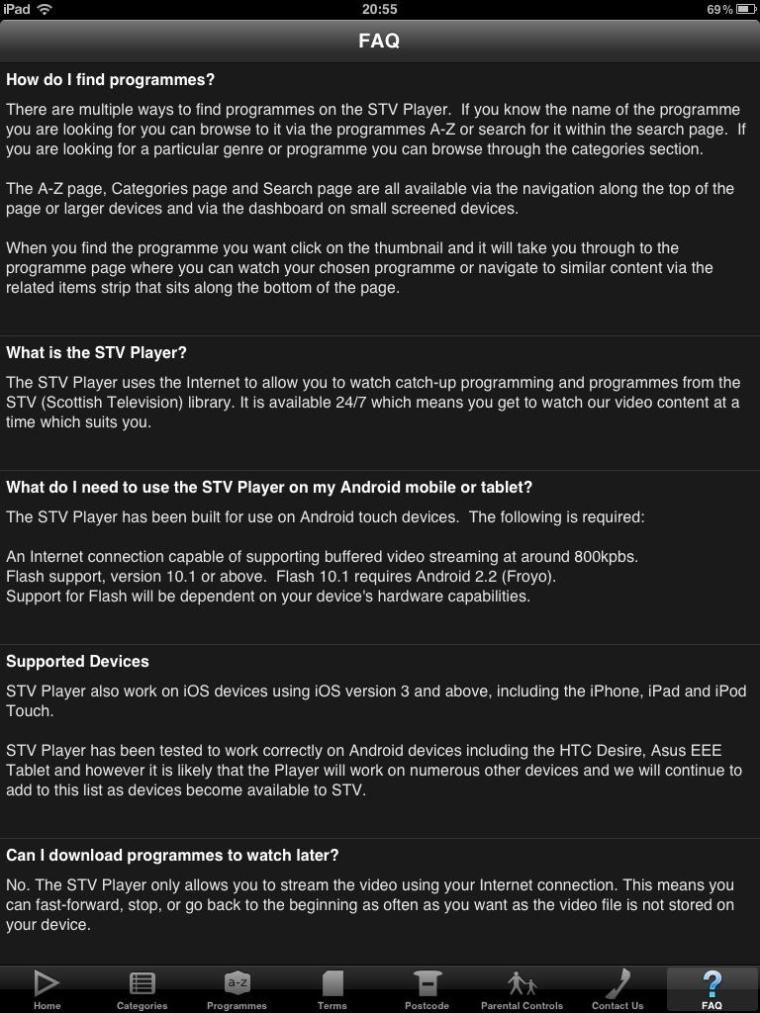 iPad 20:55 69%
FAQ
How do I find programmes?
There are multiple ways to find programmes on the STV Player.  If you know the name of the programme
you are looking for you can browse to it via the programmes A-Z or search for it within the search page.  If
you are looking for a particular genre or programme you can browse through the categories section.
The A-Z page, Categories page and Search page are all available via the navigation along the top of the
page or larger devices and via the dashboard on small screened devices.
When you find the programme you want click on the thumbnail and it will take you through to the
programme page where you can watch your chosen programme or navigate to similar content via the
related items strip that sits along the bottom of the page.
What is the STV Player?
The STV Player uses the Internet to allow you to watch catch-up programming and programmes from the
STV (Scottish Television) library. It is available 24/7 which means you get to watch our video content at a
time which suits you.
What do I need to use the STV Player on my Android mobile or tablet?
The STV Player has been built for use on Android touch devices.  The following is required:
An Internet connection capable of supporting buffered video streaming at around 800kpbs.
Flash support, version 10.1 or above.  Flash 10.1 requires Android 2.2 (Froyo).
Support for Flash will be dependent on your device's hardware capabilities.
Supported Devices
STV Player also work on iOS devices using iOS version 3 and above, including the iPhone, iPad and iPod
Touch.
STV Player has been tested to work correctly on Android devices including the HTC Desire, Asus EEE
Tablet and however it is likely that the Player will work on numerous other devices and we will continue to
add to this list as devices become available to STV.
Can I download programmes to watch later?
No. The STV Player only allows you to stream the video using your Internet connection. This means you
can fast-forward, stop, or go back to the beginning as often as you want as the video file is not stored on
your device.
a-z ?
Home Categories Programmes Terms Postcode Parental Controls Contact Us FAQ